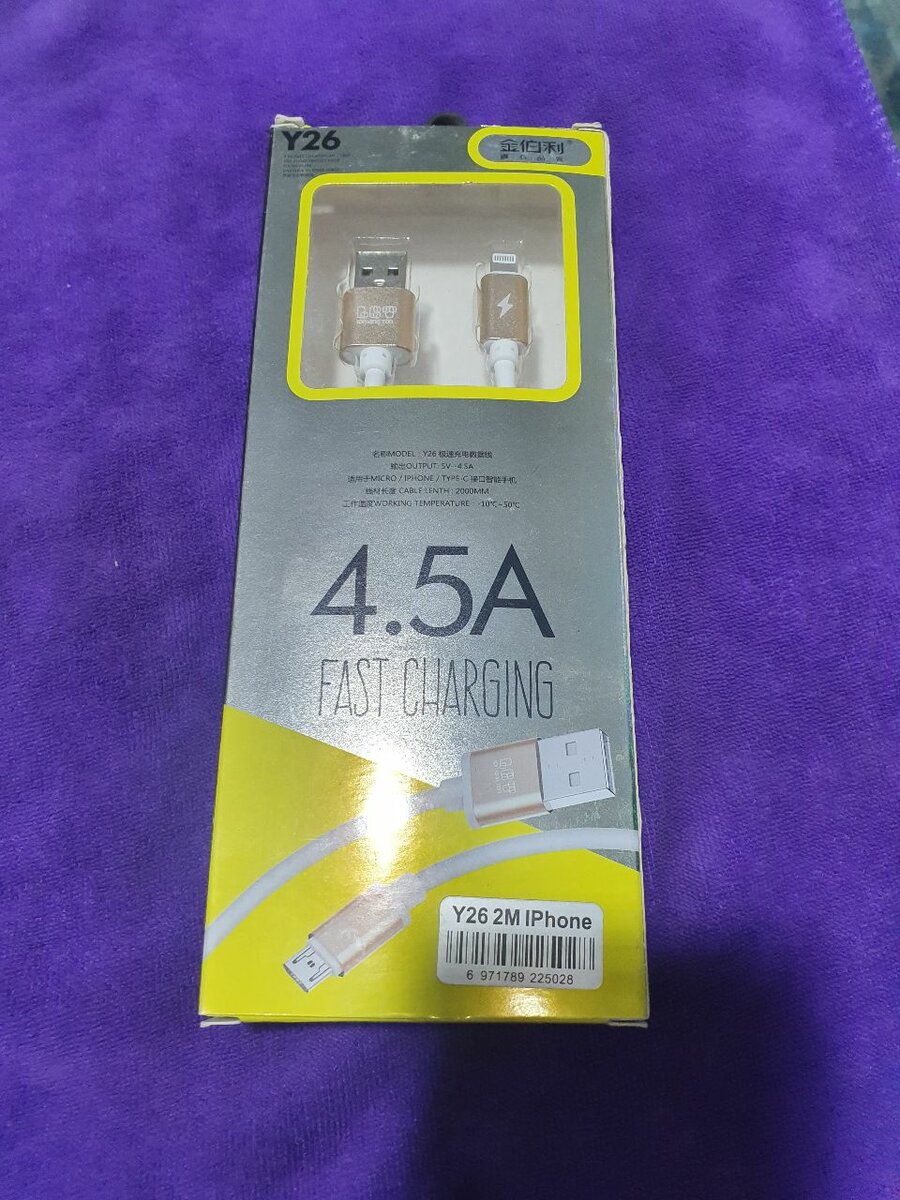 Y26
金伯利
名称MODEL : Y26 极速充电数据线
输出OUTPUT: 5V--4.5A
适用于MICRO / IPHONE / TYPE-C 接口智能手机
线材长度 CABLE LENTH : 2000MM
工作温度WORKING TEMPERATURE : -10℃~50℃
4.5A
FAST CHARGING
Y26 2M IPhone
6 971789 225028